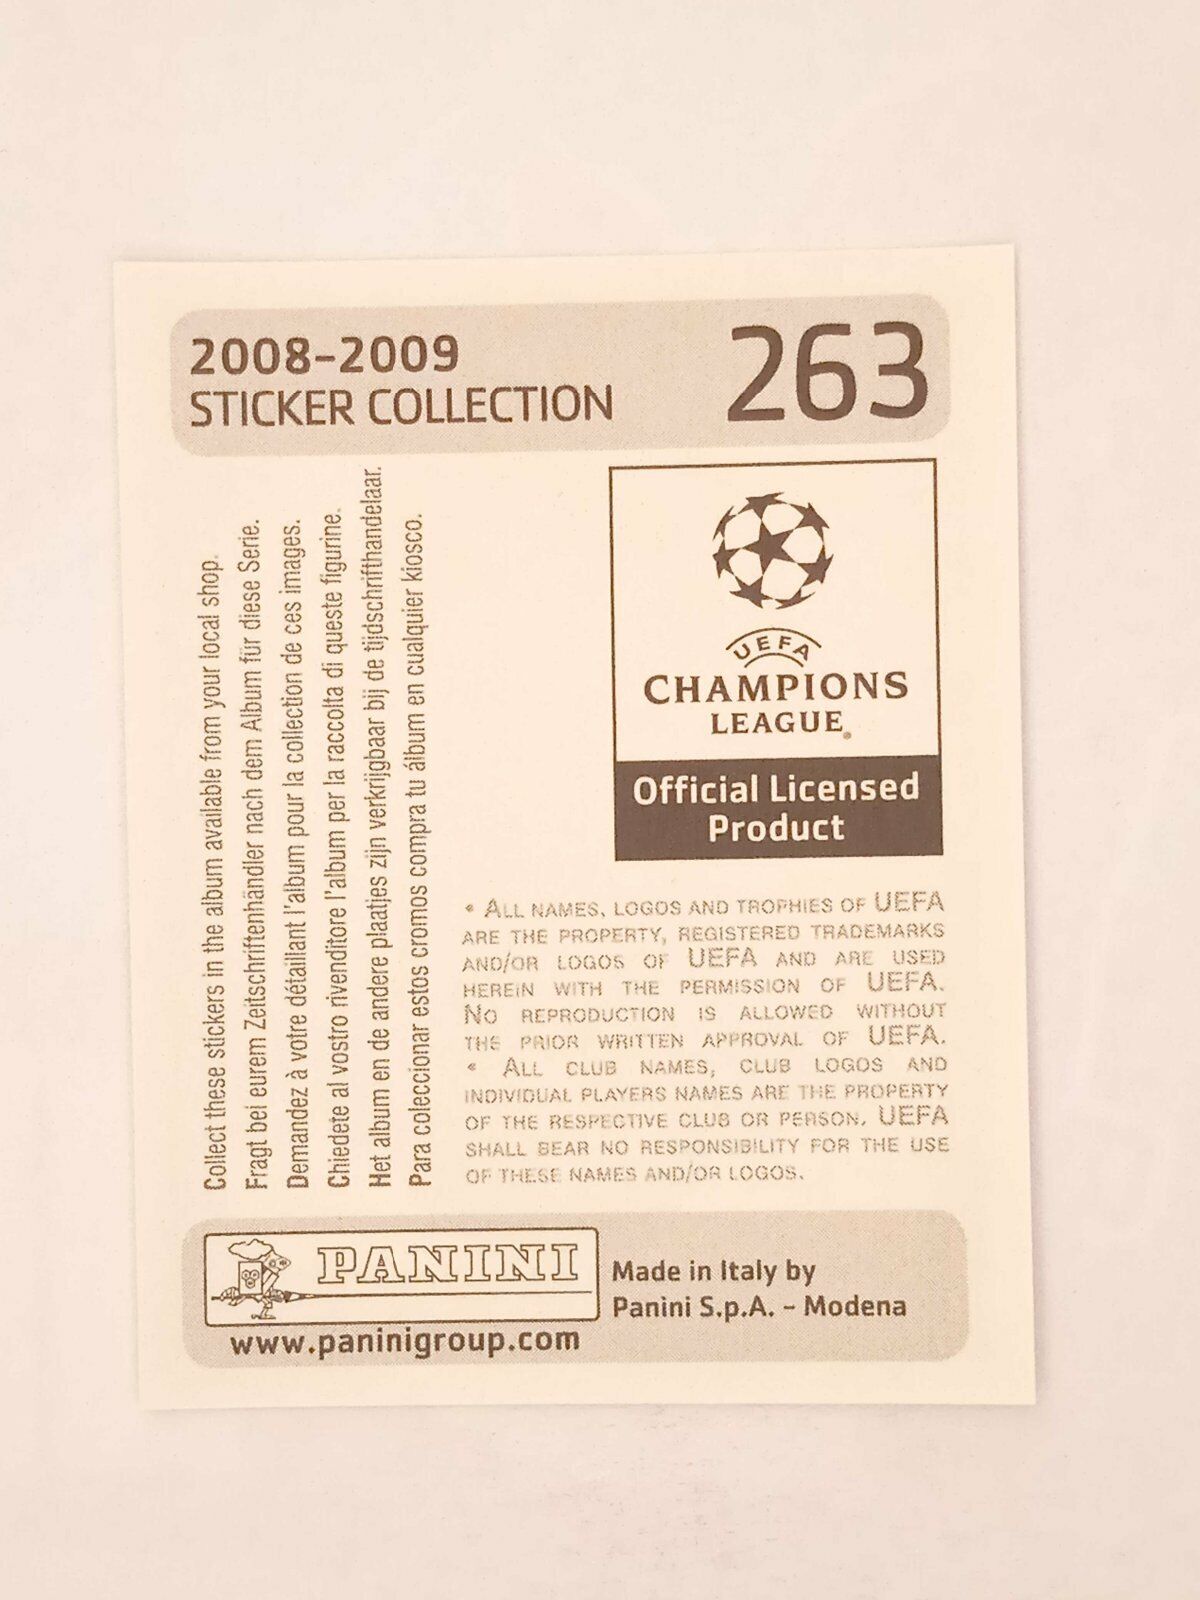 2008-2009
STICKER COLLECTION
263
Collect these stickers in the album available from your local shop.
Fragt bei eurem Zeitschriftenhändler nach dem Album für diese Serie.
Demandez à votre détaillant l'album pour la collection de ces images.
Chiedete al vostro rivenditore l'album per la raccolta di queste figurine.
Het album en de andere plaatjes zijn verkrijgbaar bij de tijdschrifthandelaar.
Para coleccionar estos cromos compra tu álbum en cualquier kiosco.
UEFA
CHAMPIONS
LEAGUE
Official Licensed
Product
• ALL NAMES, LOGOS AND TROPHIES OF UEFA
ARE THE PROPERTY, REGISTERED TRADEMARKS
AND/OR LOGOS OF UEFA AND ARE USED
HEREIN WITH THE PERMISSION OF UEFA.
NO REPRODUCTION IS ALLOWED WITHOUT
THE PRIOR WRITTEN APPROVAL OF UEFA.
• ALL CLUB NAMES, CLUB LOGOS AND
INDIVIDUAL PLAYERS NAMES ARE THE PROPERTY
OF THE RESPECTIVE CLUB OR PERSON. UEFA
SHALL BEAR NO RESPONSIBILITY FOR THE USE
OF THESE NAMES AND/OR LOGOS.
PANINI
www.paninigroup.com
Made in Italy by
Panini S.p.A. - Modena